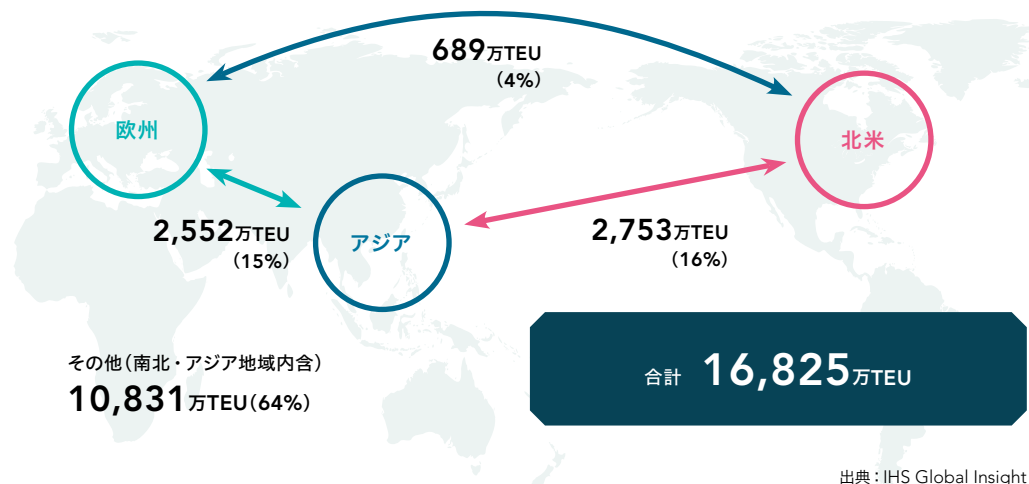 689万TEU
(4%)
欧州
北米
アジア
2,552万TEU
(15%)
2,753万TEU
(16%)
その他(南北・アジア地域内含)
10,831万TEU(64%)
合計 16,825万TEU
出典:IHS Global Insight